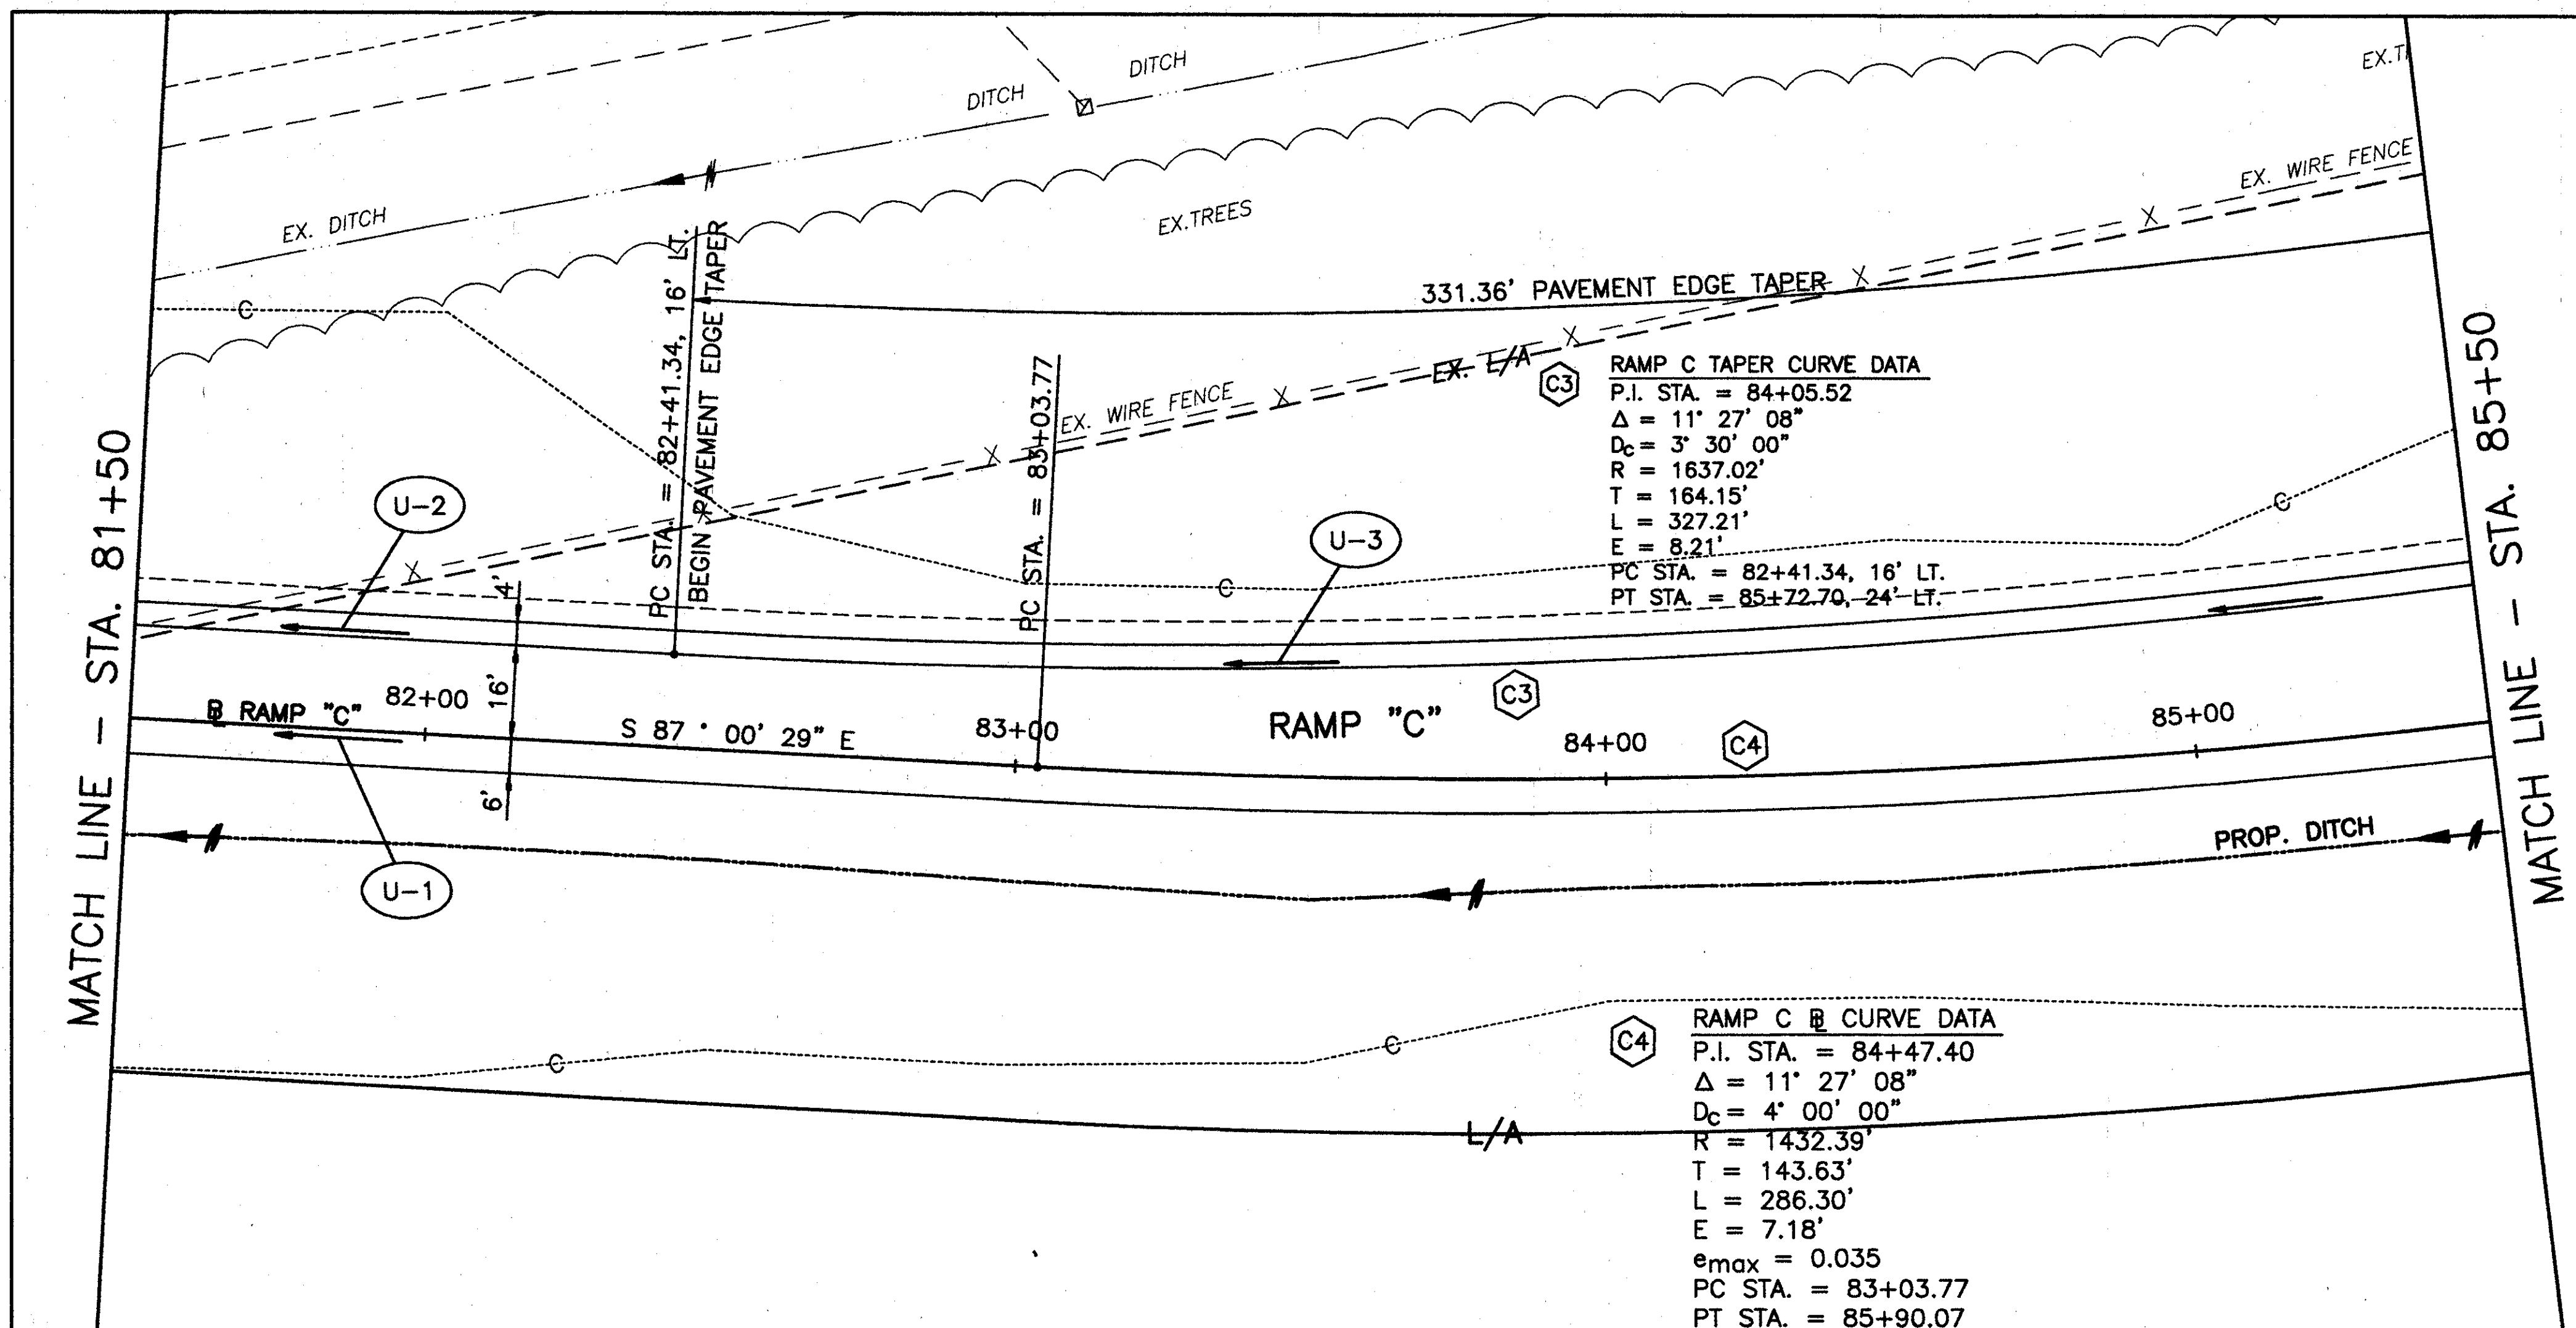 DITCH
DITCH
EX. DITCH
EX.TREES
EX. WIRE FENCE
331.36' PAVEMENT EDGE TAPER
PC STA. = 82+41.34, 16' LT.
BEGIN PAVEMENT EDGE TAPER
PC STA. = 83+03.77
EX. WIRE FENCE
EX. L/A
C3
RAMP C TAPER CURVE DATA
P.I. STA. = 84+05.52
Δ = 11° 27' 08"
Dc = 3° 30' 00"
R = 1637.02'
T = 164.15'
L = 327.21'
E = 8.21'
PC STA. = 82+41.34, 16' LT.
PT STA. = 85+72.70, 24' LT.
MATCH LINE - STA. 81+50
MATCH LINE - STA. 85+50
C
C
C
U-2
U-3
4'
16'
6'
82+00
℄ RAMP "C"
S 87 ° 00' 29" E
83+00
RAMP "C"
C3
84+00
C4
85+00
U-1
PROP. DITCH
C
C
L/A
C4
RAMP C ℄ CURVE DATA
P.I. STA. = 84+47.40
Δ = 11° 27' 08"
Dc = 4° 00' 00"
R = 1432.39'
T = 143.63'
L = 286.30'
E = 7.18'
emax = 0.035
PC STA. = 83+03.77
PT STA. = 85+90.07